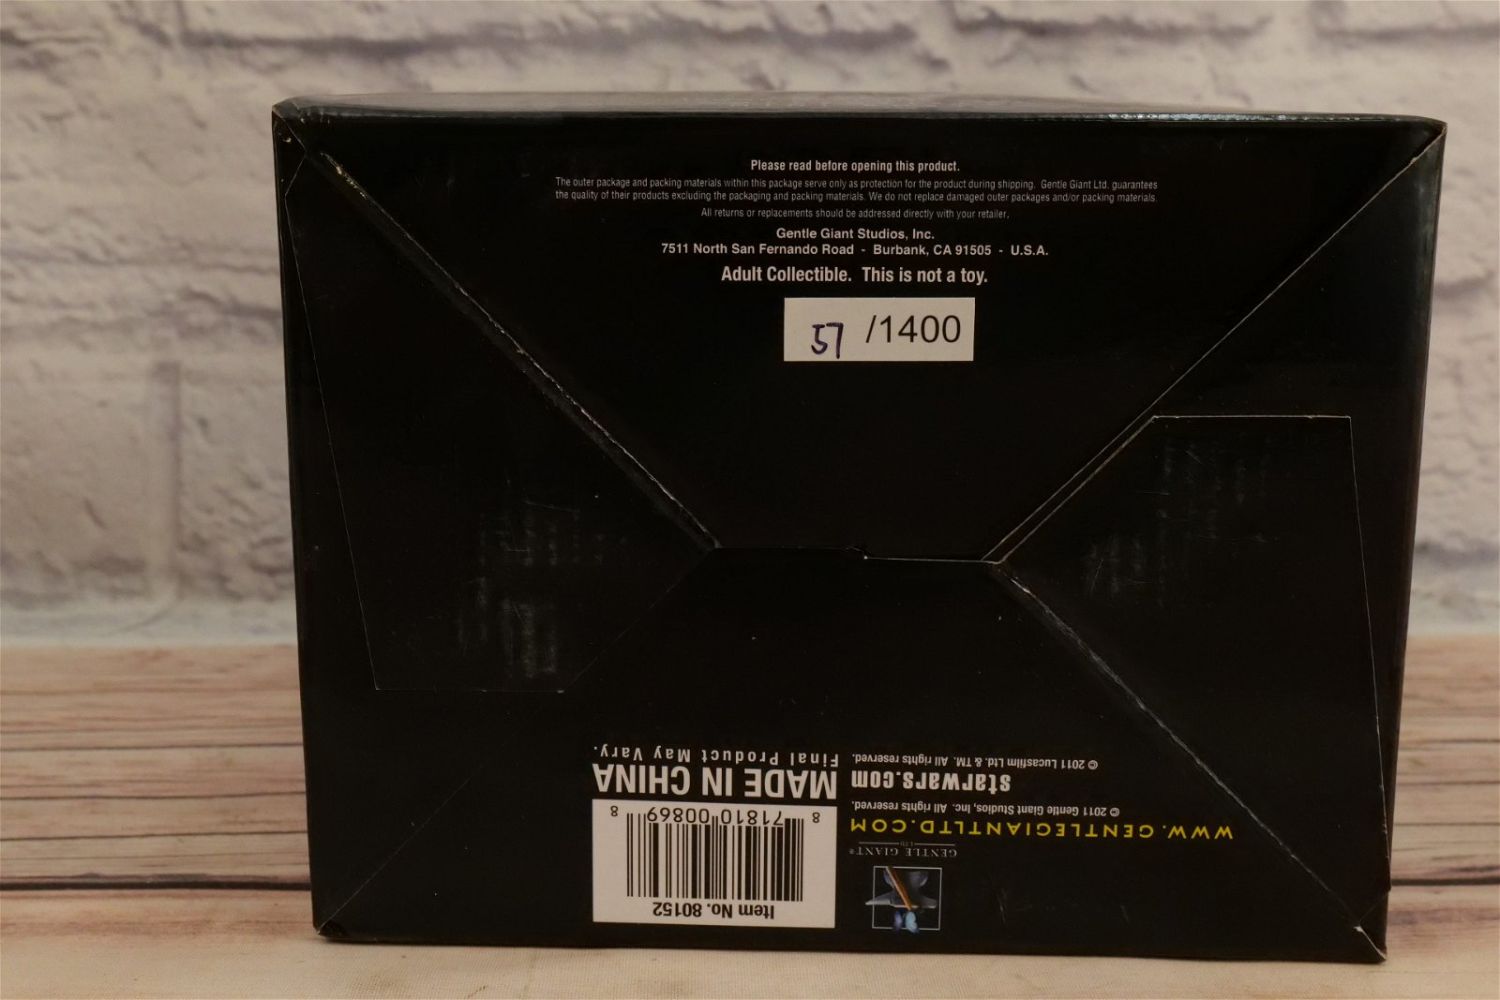 Please read before opening this product.
The outer package and packing materials within this package serve only as protection for the product during shipping. Gentle Giant Ltd. guarantees
the quality of their products excluding the packaging and packing materials. We do not replace damaged outer packages and/or packing materials.
All returns or replacements should be addressed directly with your retailer.
Gentle Giant Studios, Inc.
7511 North San Fernando Road - Burbank, CA 91505 - U.S.A.
Adult Collectible. This is not a toy.
57 /1400
Item No. 80152
8 71810 00869 8
MADE IN CHINA
Final Product May Vary.
GENTLE GIANT®
LTD
WWW.GENTLEGIANTLTD.COM
© 2011 Gentle Giant Studios, Inc. All rights reserved.
starwars.com
© 2011 Lucasfilm Ltd. & TM. All rights reserved.